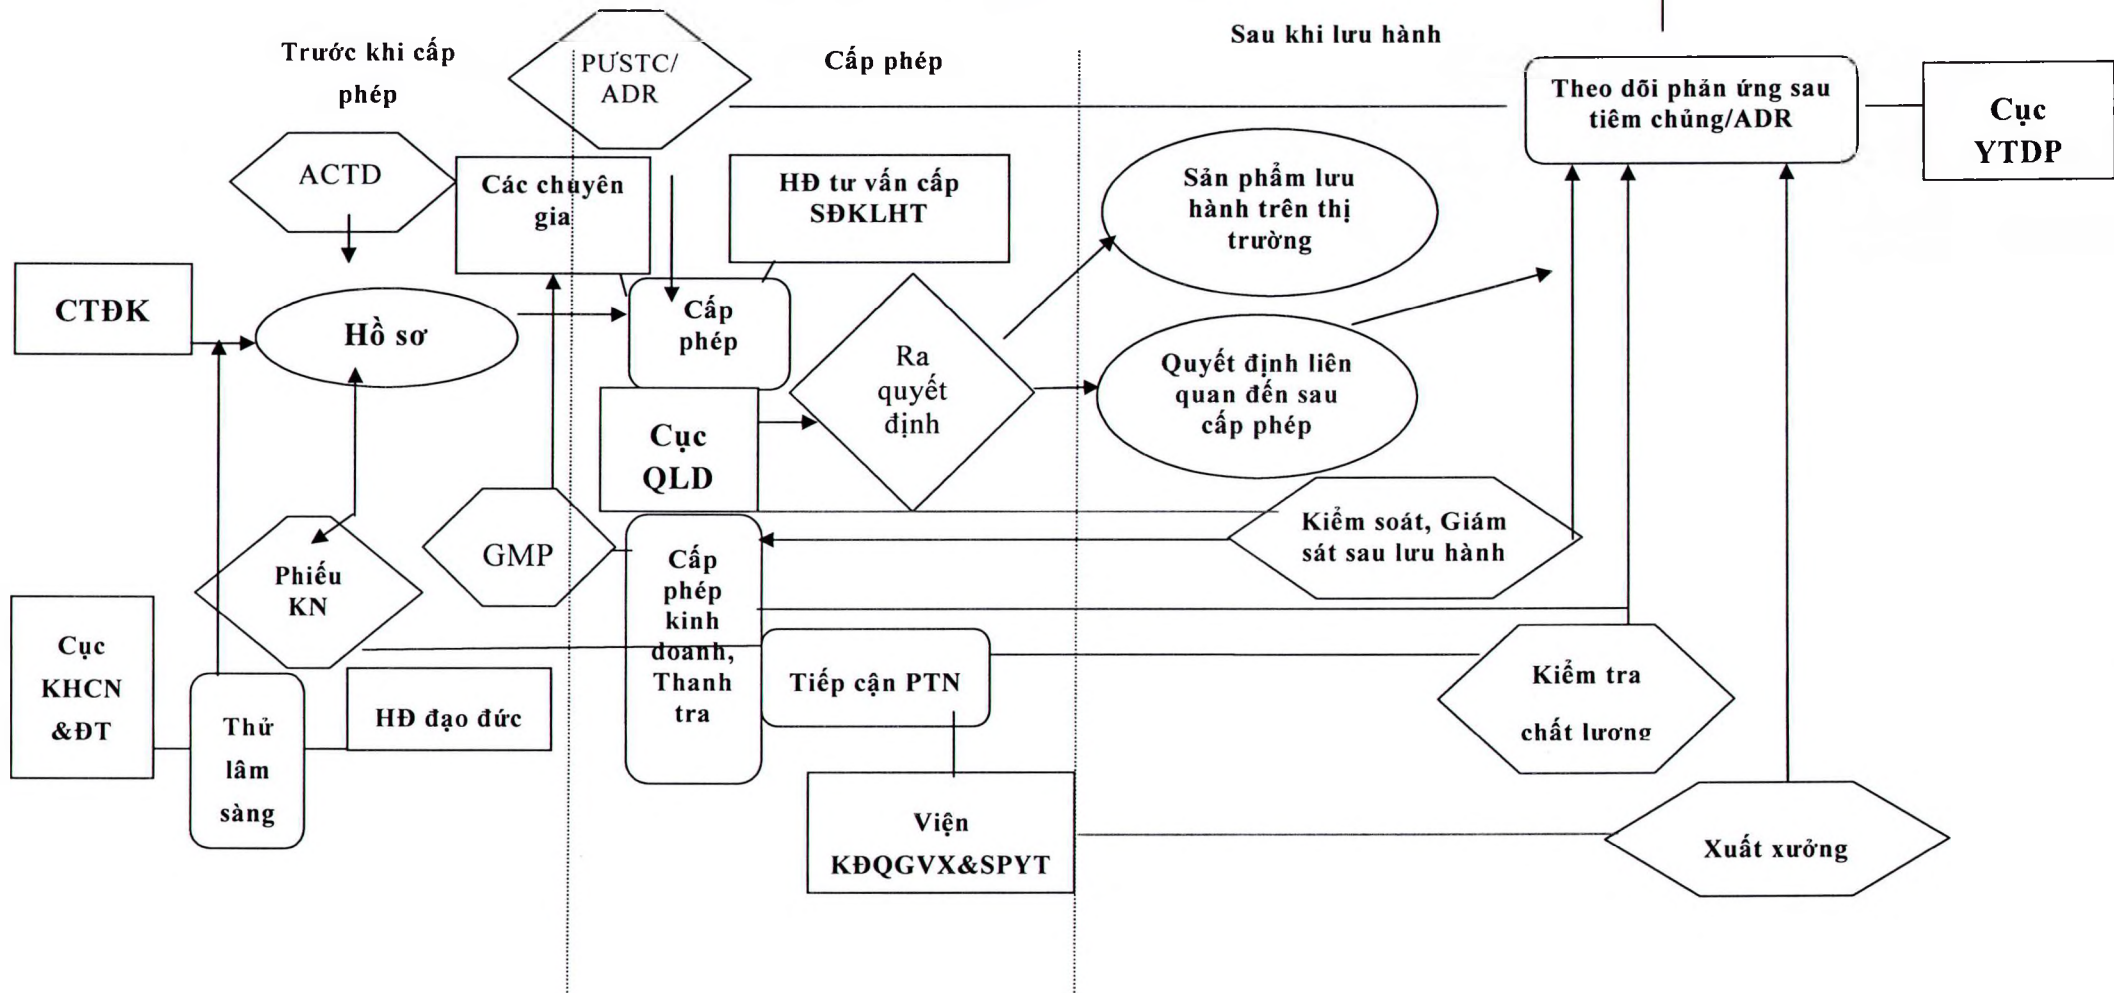 Trước khi cấp
phép
PƯSTC/
ADR
Cấp phép
Sau khi lưu hành
Theo dõi phản ứng sau
tiêm chủng/ADR
Cục
YTDP
ACTD
Các chuyên
gia
HĐ tư vấn cấp
SĐKLHT
Sản phẩm lưu
hành trên thị
trường
CTĐK
Hồ sơ
Cấp
phép
Ra
quyết
định
Quyết định liên
quan đến sau
cấp phép
Cục
QLD
Phiếu
KN
GMP
Cấp
phép
kinh
doanh,
Thanh
tra
Kiểm soát, Giám
sát sau lưu hành
Cục
KHCN
&ĐT
Thử
lâm
sàng
HĐ đạo đức
Tiếp cận PTN
Kiểm tra
chất lượng
Viện
KĐQGVX&SPYT
Xuất xưởng